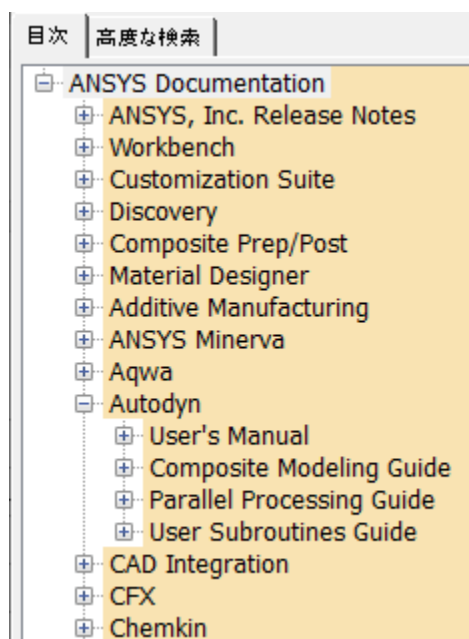 目次 高度な検索
ANSYS Documentation
ANSYS, Inc. Release Notes
Workbench
Customization Suite
Discovery
Composite Prep/Post
Material Designer
Additive Manufacturing
ANSYS Minerva
Aqwa
Autodyn
User's Manual
Composite Modeling Guide
Parallel Processing Guide
User Subroutines Guide
CAD Integration
CFX
Chemkin